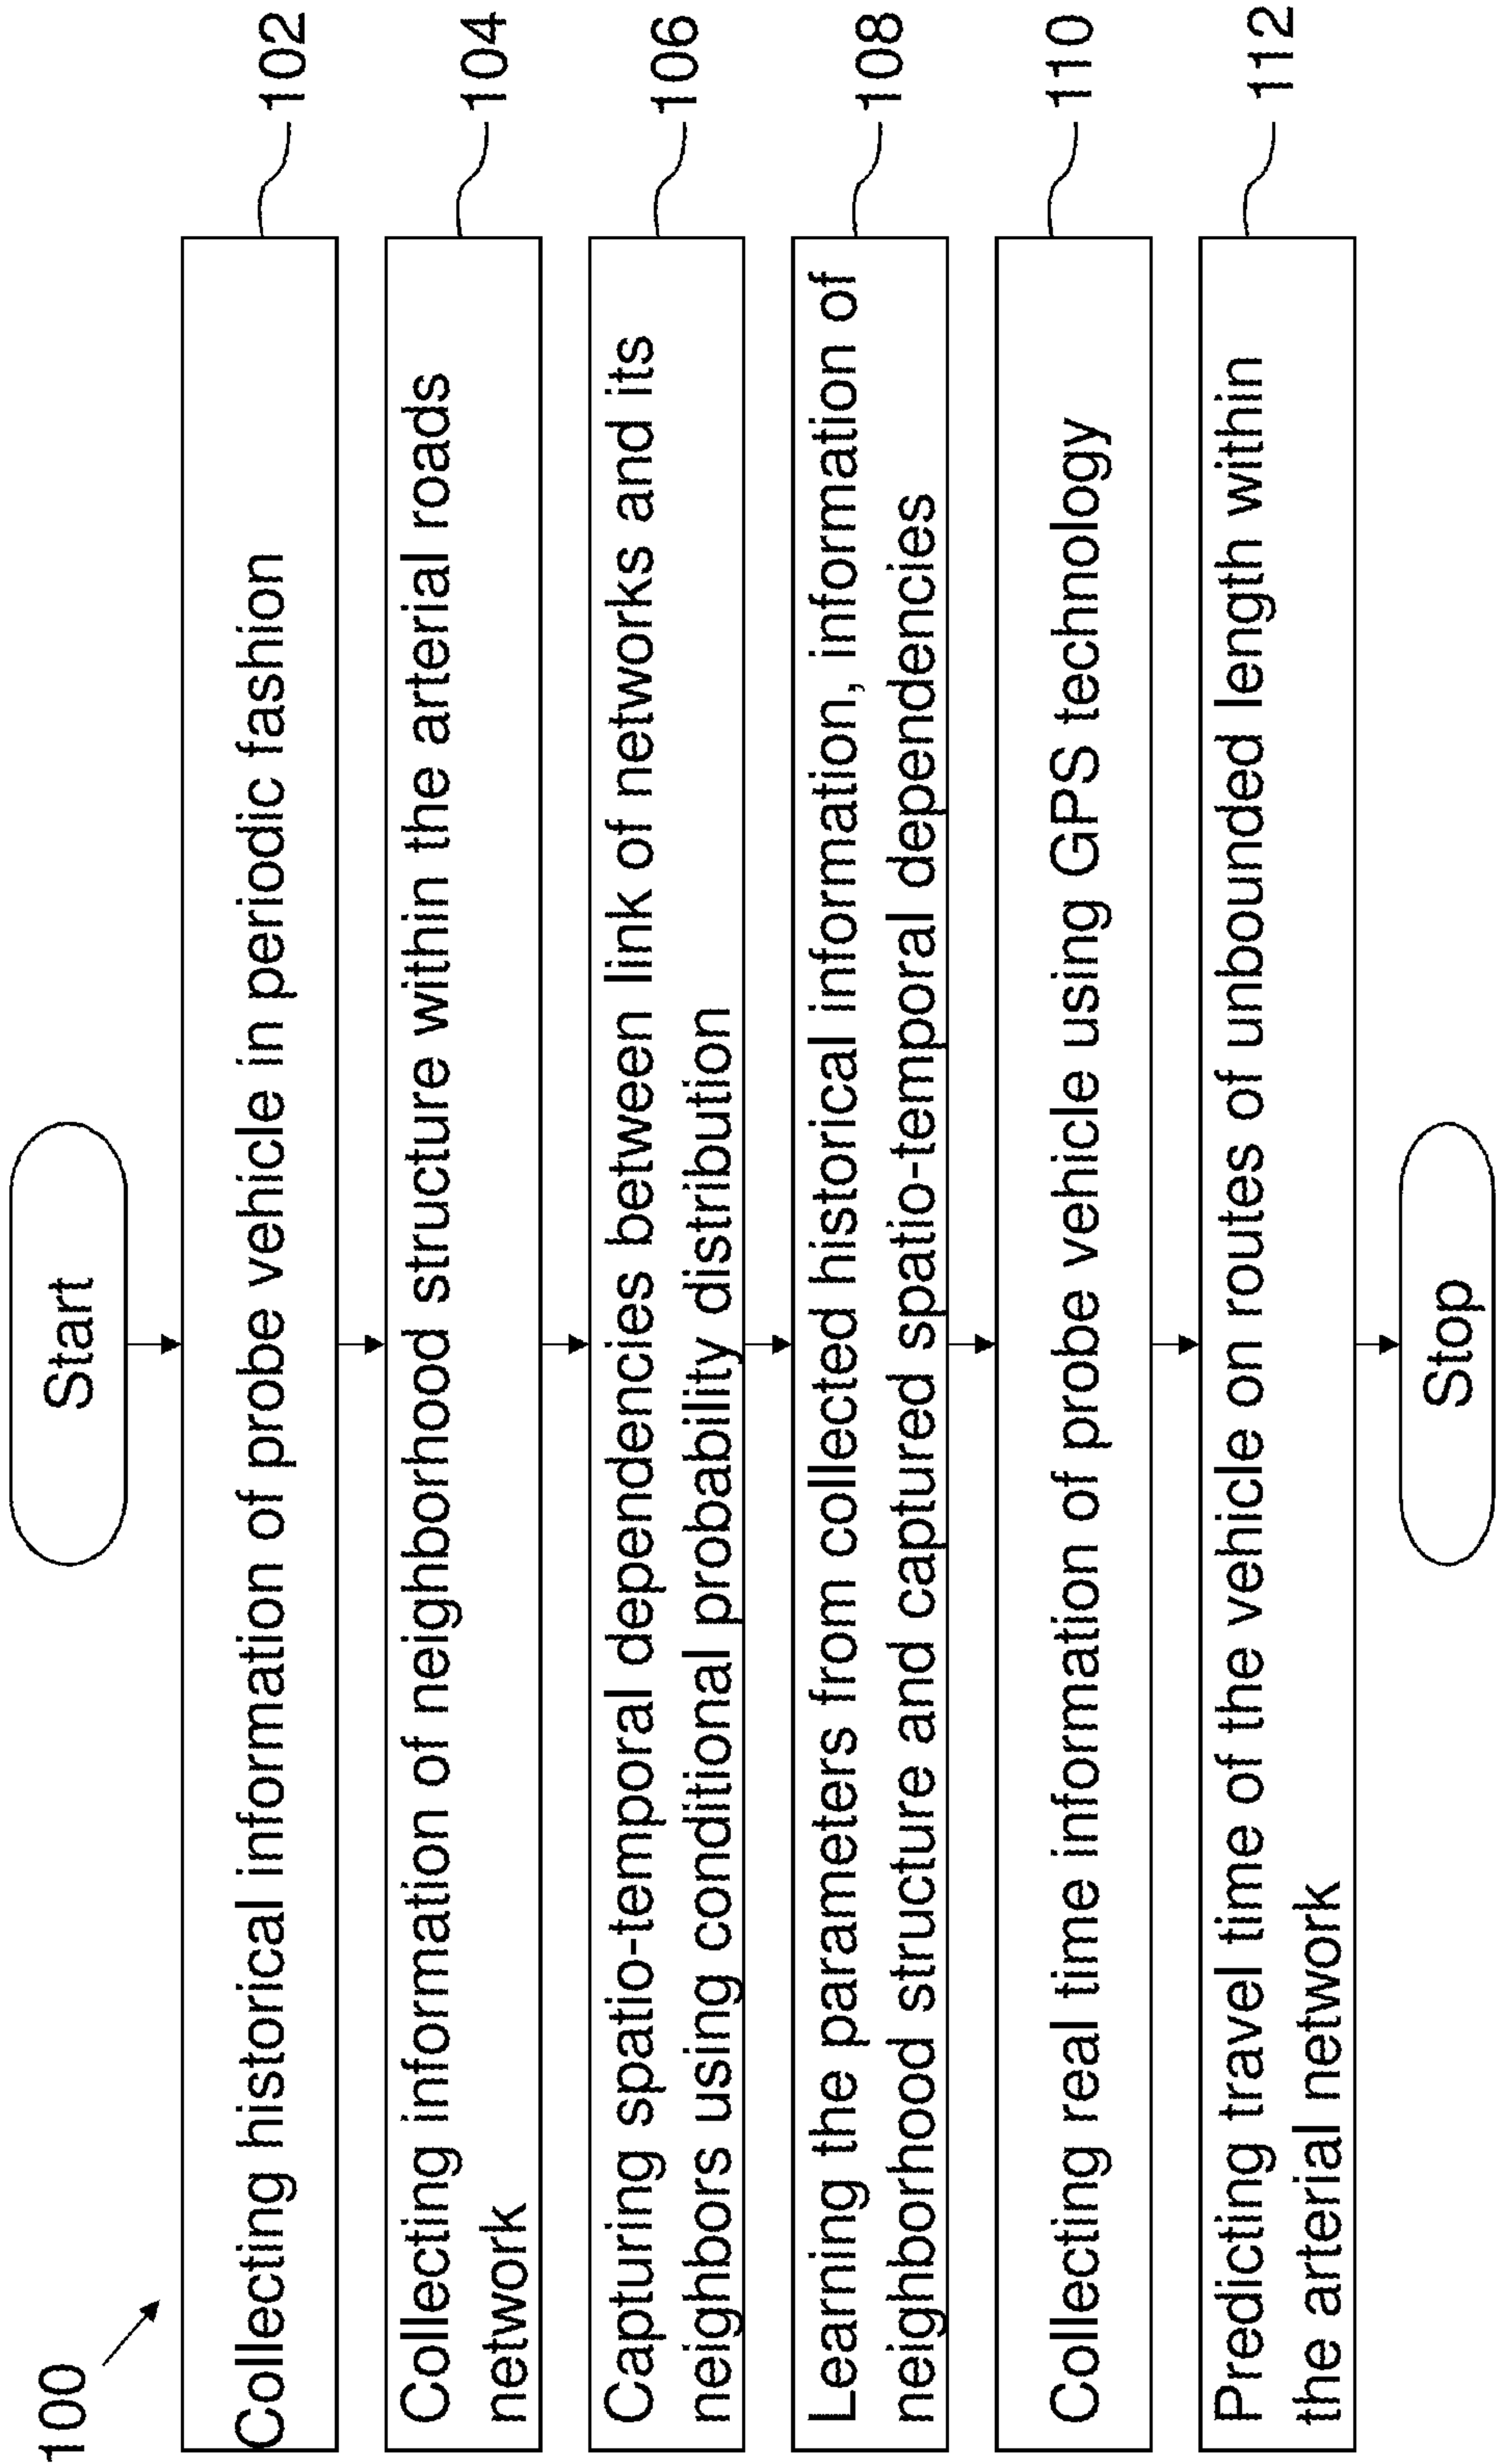 100
Start
Collecting historical information of probe vehicle in periodic fashion
102
Collecting information of neighborhood structure within the arterial roads
network
104
Capturing spatio-temporal dependencies between link of networks and its
neighbors using conditional probability distribution
106
Learning the parameters from collected historical information, information of
neighborhood structure and captured spatio-temporal dependencies
108
Collecting real time information of probe vehicle using GPS technology
110
Predicting travel time of the vehicle on routes of unbounded length within
the arterial network
112
Stop